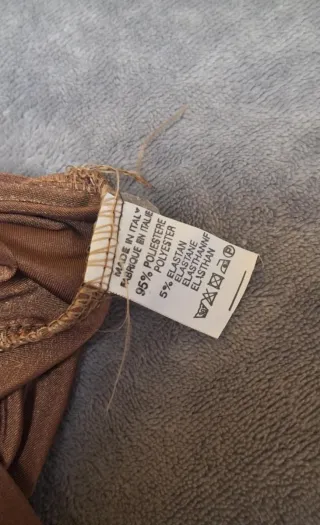 MADE IN ITALY
FABRIQUE EN ITALIE
95% POLIESTERE
POLYESTER
5% ELASTAN
ELASTANE
ELASTHANNE
ELASTHAN